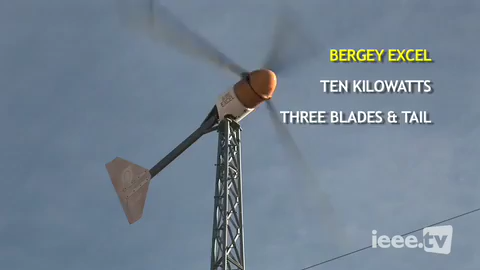 BERGEY EXCEL
TEN KILOWATTS
THREE BLADES & TAIL
ieee.tv